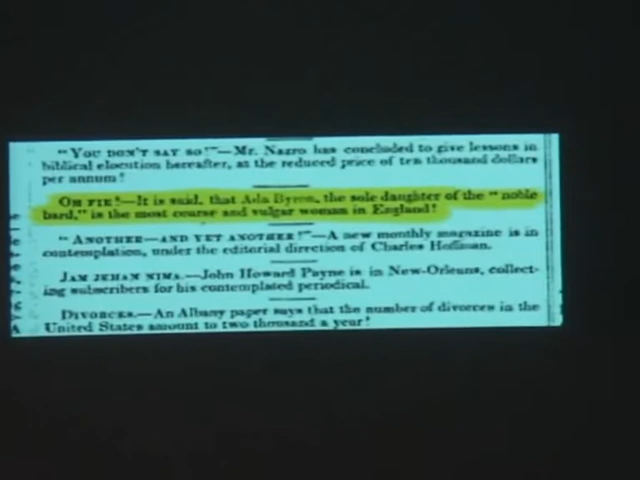 "YOU DON'T SAY SO!"—Mr. Nazro has concluded to give lessons in
biblical elocution hereafter, at the reduced price of ten thousand dollars
per annum!
OH FIE!—It is said, that Ada Byron, the sole daughter of the "noble
bard," is the most coarse and vulgar woman in England!
"ANOTHER—AND YET ANOTHER!"—A new monthly magazine is in
contemplation, under the editorial direction of Charles Hoffman.
JAM JEHAN NIMA.—John Howard Payne is in New-Orleans, collect-
ing subscribers for his contemplated periodical.
DIVORCES.—An Albany paper says that the number of divorces in the
United States amount to two thousand a year!